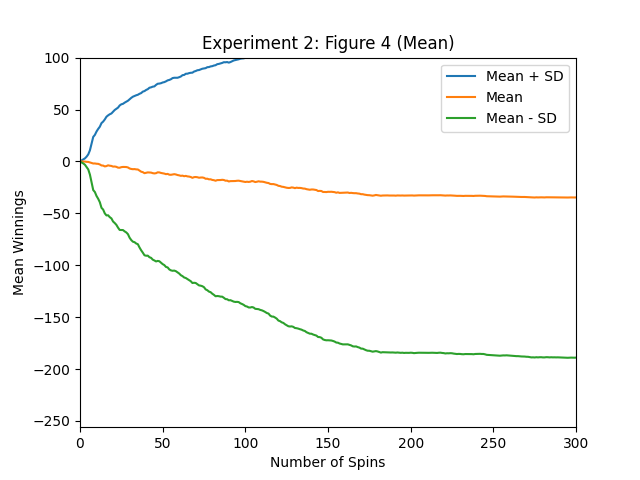 Experiment 2: Figure 4 (Mean)
Mean + SD
Mean
Mean - SD
100
50
0
−50
−100
−150
−200
−250
Mean Winnings
0 50 100 150 200 250 300
Number of Spins